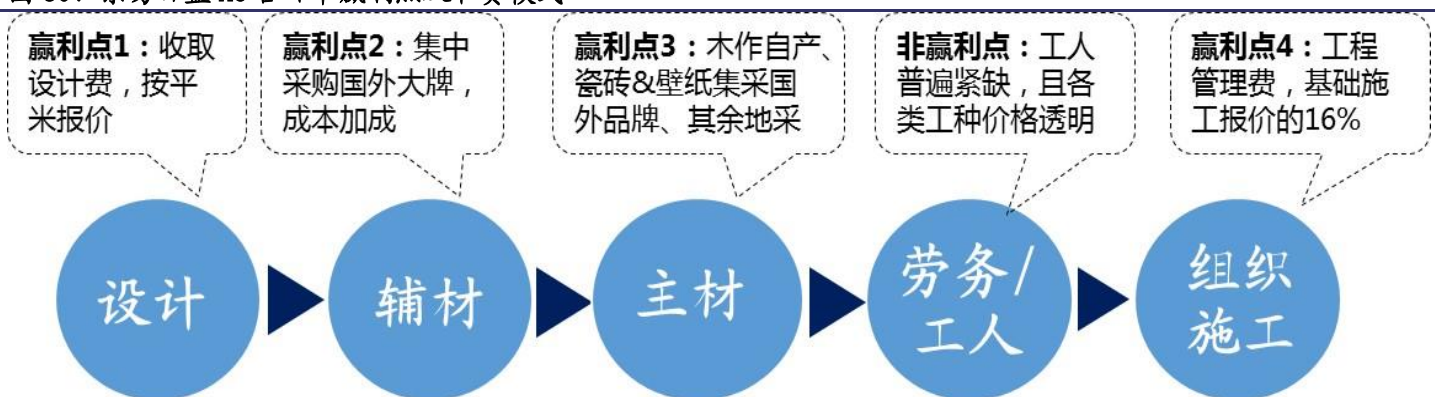 赢利点1：收取
设计费，按平
米报价
赢利点2：集中
采购国外大牌，
成本加成
赢利点3：木作自产、
瓷砖&壁纸集采国
外品牌、其余地采
非赢利点：工人
普遍紧缺，且各
类工种价格透明
赢利点4：工程
管理费，基础施
工报价的16%
设计
辅材
主材
劳务/
工人
组织
施工